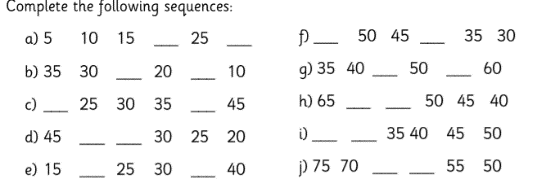 Complete the following sequences:
a) 5 10 15 ___ 25 ___
b) 35 30 ___ 20 ___ 10
c) ___ 25 30 35 ___ 45
d) 45 ___ ___ 30 25 20
e) 15 ___ 25 30 ___ 40
f) ___ 50 45 ___ 35 30
g) 35 40 ___ 50 ___ 60
h) 65 ___ ___ 50 45 40
i) ___ ___ 35 40 45 50
j) 75 70 ___ ___ 55 50